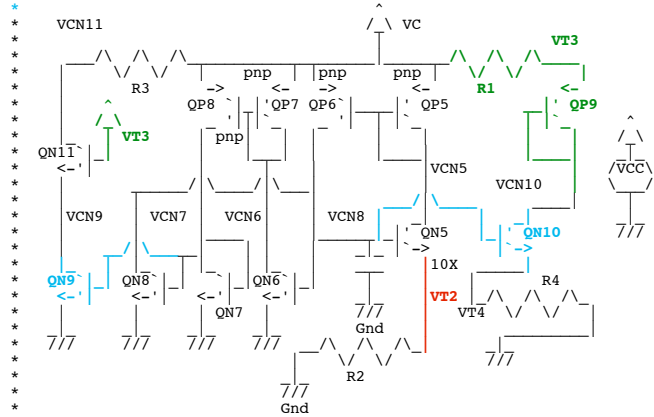 VCN11 VC
VT3
pnp pnp pnp
R3 R1
QP8 QP7 QP6 QP5 QP9
VT3 pnp
QN11 VCC
VCN5
VCN10
VCN9 VCN7 VCN6 VCN8
QN5 QN10
10X
QN9 QN8 QN6 R4
VT2
QN7 VT4
Gnd
R2
Gnd